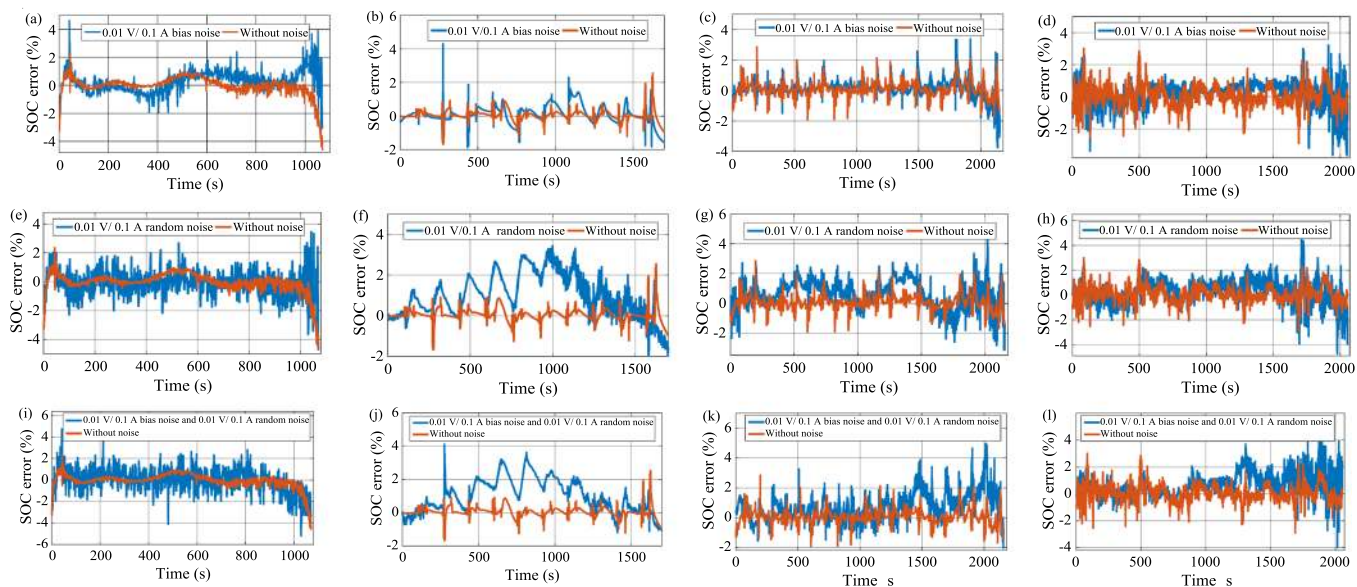 (a)
0.01 V/ 0.1 A bias noise Without noise
SOC error (%)
4
2
0
-2
-4
0 200 400 600 800 1000
Time (s)
(b)
0.01 V/0.1 A bias noise Without noise
SOC error (%)
6
4
2
0
-2
0 500 1000 1500
Time (s)
(c)
0.01 V/ 0.1 A bias noise Without noise
SOC error (%)
4
2
0
-2
-4
0 500 1000 1500 2000
Time (s)
(d)
0.01 V/ 0.1 A bias noise Without noise
SOC error (%)
4
2
0
-2
0 500 1000 1500 2000
Time (s)
(e)
0.01 V/ 0.1 A random noise Without noise
SOC error (%)
4
2
0
-2
-4
0 200 400 600 800 1000
Time (s)
(f)
0.01 V/0.1 A random noise Without noise
SOC error (%)
4
2
0
-2
0 500 1000 1500
Time (s)
(g)
0.01 V/ 0.1 A random noise Without noise
SOC error (%)
4
2
0
-2
0 500 1000 1500 2000
Time (s)
(h)
0.01 V/ 0.1 A random noise Without noise
SOC error (%)
4
2
0
-2
-4
0 500 1000 1500 2000
Time (s)
(i)
0.01 V/ 0.1 A bias noise and 0.01 V/ 0.1 A random noise
Without noise
SOC error (%)
6
4
2
0
-2
-4
-6
0 200 400 600 800 1000
Time (s)
(j)
0.01 V/ 0.1 A bias noise and 0.01 V/ 0.1 A random noise
Without noise
SOC error (%)
6
4
2
0
-2
0 500 1000 1500
Time (s)
(k)
0.01 V/ 0.1 A bias noise and 0.01 V/ 0.1 A random noise
Without noise
SOC error (%)
6
4
2
0
-2
0 500 1000 1500 2000
Time s
(l)
0.01 V/ 0.1 A bias noise and 0.01 V/ 0.1 A random noise
Without noise
SOC error (%)
4
2
0
-2
-4
0 500 1000 1500 2000
Time s